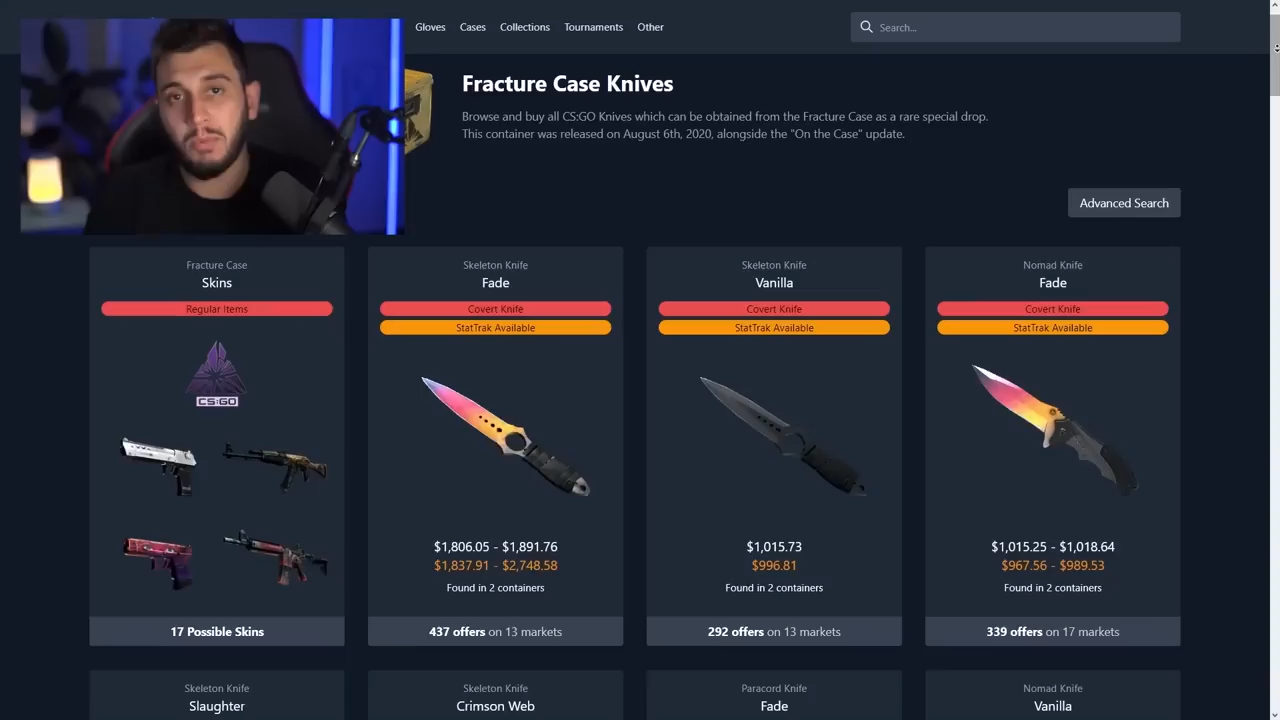 Gloves
Cases
Collections
Tournaments
Other
Search...
Fracture Case Knives
Browse and buy all CS:GO Knives which can be obtained from the Fracture Case as a rare special drop.
This container was released on August 6th, 2020, alongside the "On the Case" update.
Advanced Search
Fracture Case
Skins
Regular Items
CS:GO
17 Possible Skins
Skeleton Knife
Fade
Covert Knife
StatTrak Available
$1,806.05 - $1,891.76
$1,837.91 - $2,748.58
Found in 2 containers
437 offers on 13 markets
Skeleton Knife
Vanilla
Covert Knife
StatTrak Available
$1,015.73
$996.81
Found in 2 containers
292 offers on 13 markets
Nomad Knife
Fade
Covert Knife
StatTrak Available
$1,015.25 - $1,018.64
$967.56 - $989.53
Found in 2 containers
339 offers on 17 markets
Skeleton Knife
Slaughter
Skeleton Knife
Crimson Web
Paracord Knife
Fade
Nomad Knife
Vanilla